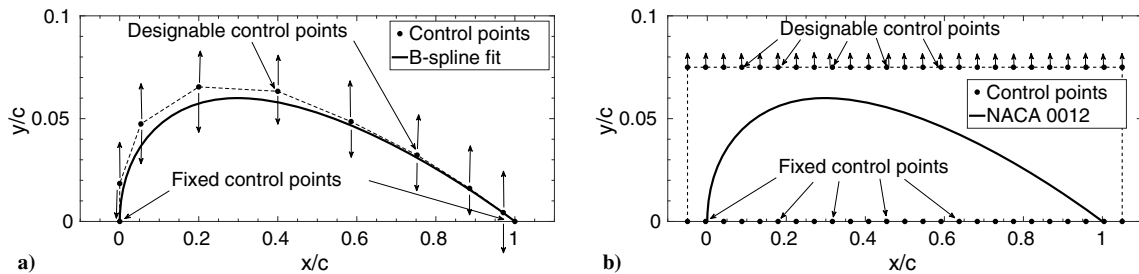 Designable control points
Control points
B-spline fit
Fixed control points
0.1
0.05
0
y/c
0
0.2
0.4
0.6
0.8
1
x/c
a)
Designable control points
Control points
NACA 0012
Fixed control points
0.1
0.05
0
y/c
0
0.2
0.4
0.6
0.8
1
x/c
b)